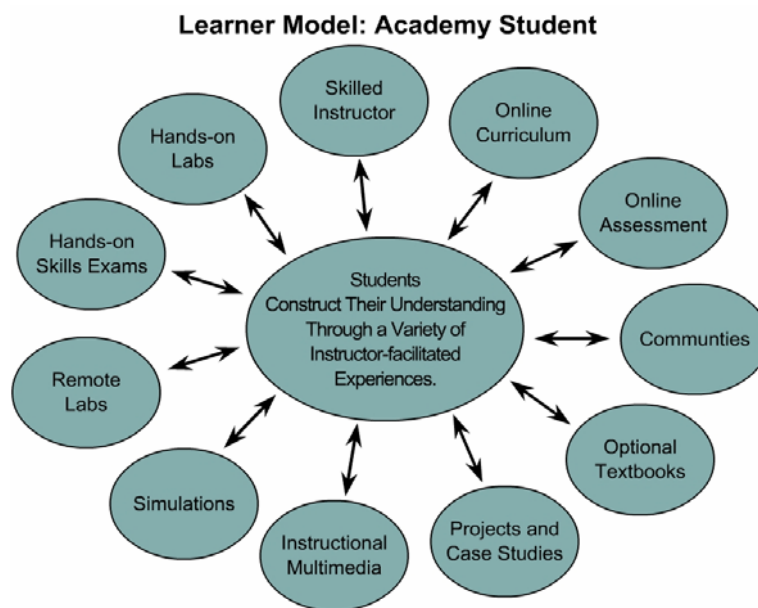 Learner Model: Academy Student
Skilled
Instructor
Online
Curriculum
Hands-on
Labs
Online
Assessment
Hands-on
Skills Exams
Students
Construct Their Understanding
Through a Variety of
Instructor-facilitated
Experiences.
Communties
Remote
Labs
Optional
Textbooks
Simulations
Projects and
Case Studies
Instructional
Multimedia